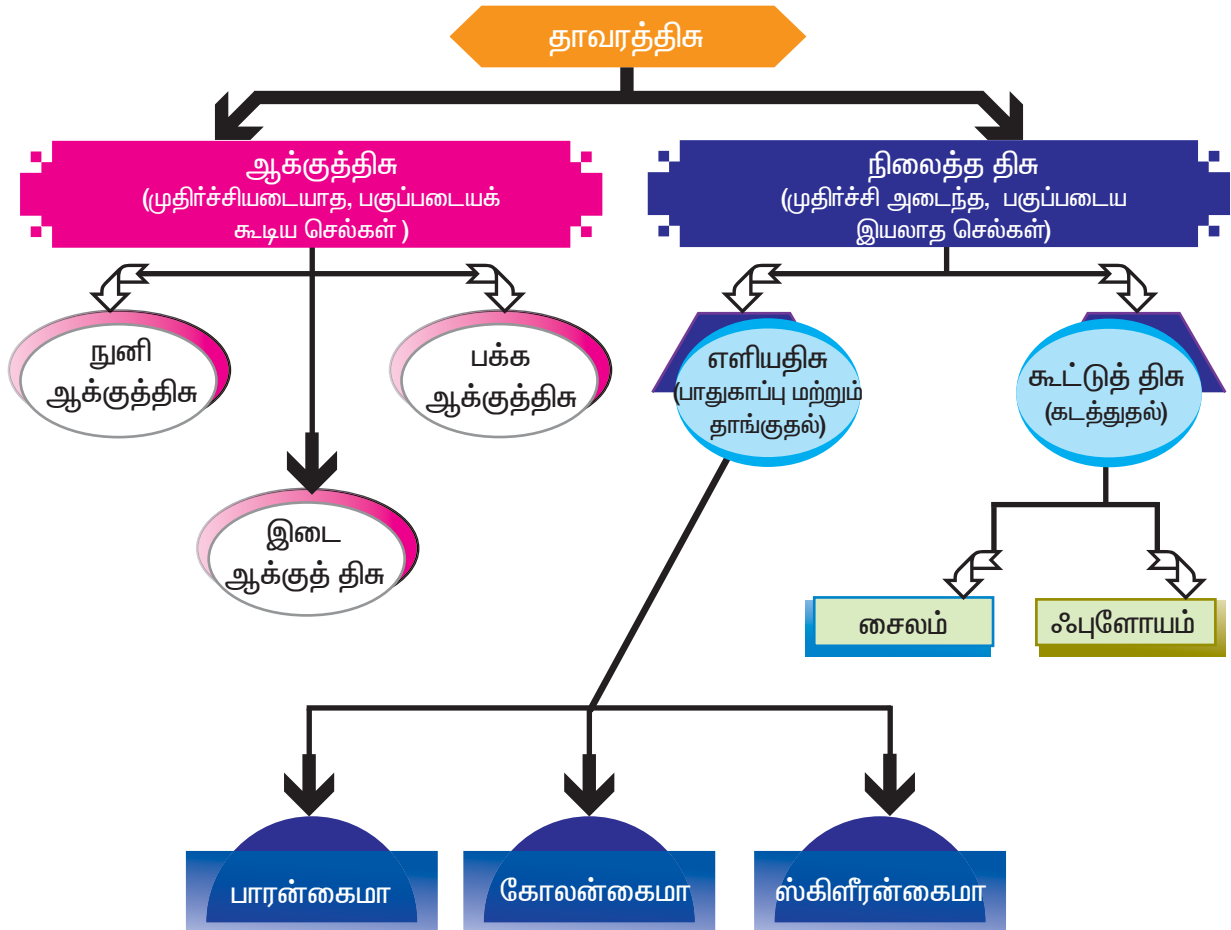 தாவரத்திசு
ஆக்குத்திசு
(முதிர்ச்சியடையாத, பகுப்படையக்
கூடிய செல்கள் )
நிலைத்த திசு
(முதிர்ச்சி அடைந்த, பகுப்படைய
இயலாத செல்கள்)
நுனி
ஆக்குத்திசு
பக்க
ஆக்குத்திசு
எளியதிசு
(பாதுகாப்பு மற்றும்
தாங்குதல்)
கூட்டுத் திசு
(கடத்துதல்)
இடை
ஆக்குத் திசு
சைலம்
ஃபுளோயம்
பாரன்கைமா
கோலன்கைமா
ஸ்கிளீரன்கைமா